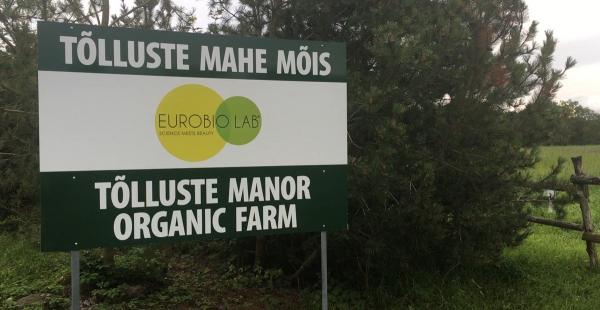 TÕLLUSTE MAHE MÕIS
EUROBIO LAB
SCIENCE MEETS BEAUTY
TÕLLUSTE MANOR
ORGANIC FARM